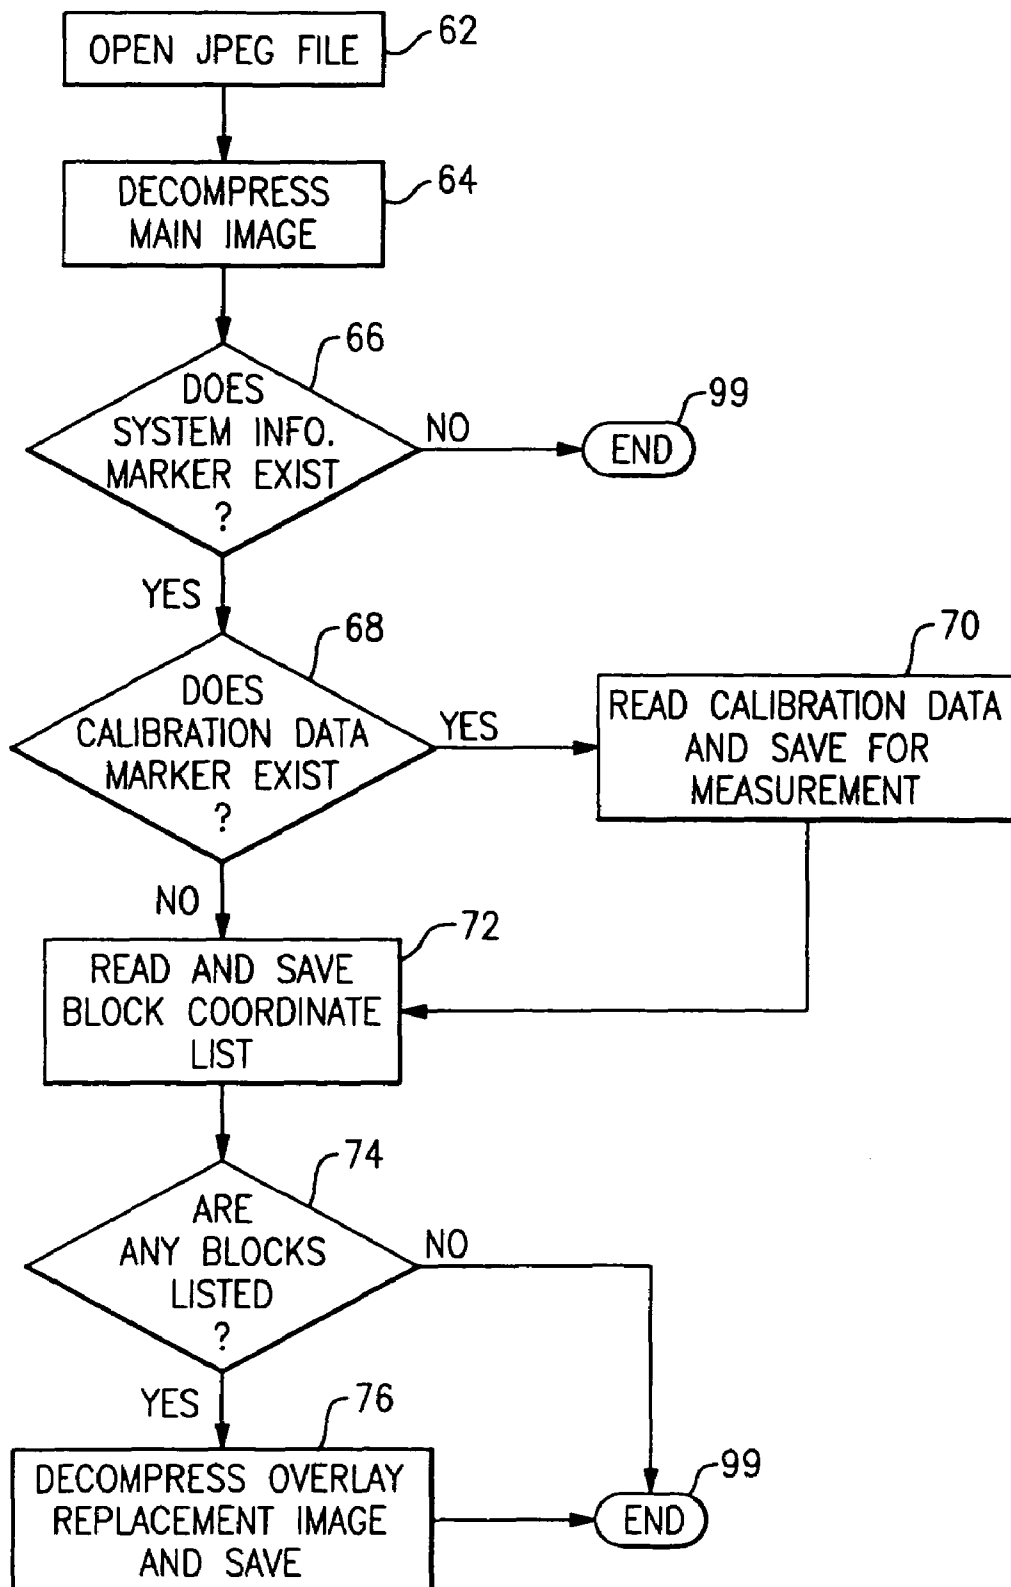 OPEN JPEG FILE
62
DECOMPRESS
MAIN IMAGE
64
66
DOES
SYSTEM INFO.
MARKER EXIST
?
NO
99
END
YES
68
DOES
CALIBRATION DATA
MARKER EXIST
?
YES
70
READ CALIBRATION DATA
AND SAVE FOR
MEASUREMENT
NO
72
READ AND SAVE
BLOCK COORDINATE
LIST
74
ARE
ANY BLOCKS
LISTED
?
NO
YES
76
DECOMPRESS OVERLAY
REPLACEMENT IMAGE
AND SAVE
99
END